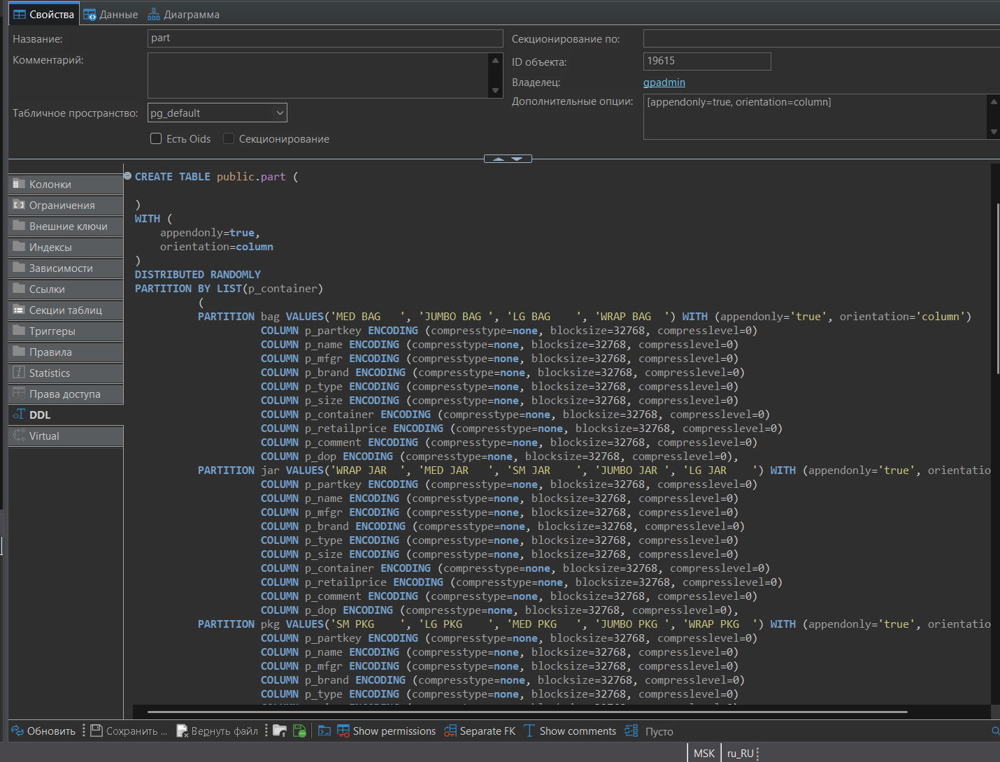 Свойства Данные Диаграмма
Название: part Секционирование по:
Комментарий: ID объекта: 19615
Владелец: gpadmin
Дополнительные опции: [appendonly=true, orientation=column]
Табличное пространство: pg_default
Есть Oids Секционирование
Колонки
Ограничения
Внешние ключи
Индексы
Зависимости
Ссылки
Секции таблиц
Триггеры
Правила
Statistics
Права доступа
DDL
Virtual
CREATE TABLE public.part (
)
WITH (
    appendonly=true,
    orientation=column
)
DISTRIBUTED RANDOMLY
PARTITION BY LIST(p_container)
          (
          PARTITION bag VALUES('MED BAG   ', 'JUMBO BAG ', 'LG BAG    ', 'WRAP BAG  ') WITH (appendonly='true', orientation='column')
                    COLUMN p_partkey ENCODING (compresstype=none, blocksize=32768, compresslevel=0)
                    COLUMN p_name ENCODING (compresstype=none, blocksize=32768, compresslevel=0)
                    COLUMN p_mfgr ENCODING (compresstype=none, blocksize=32768, compresslevel=0)
                    COLUMN p_brand ENCODING (compresstype=none, blocksize=32768, compresslevel=0)
                    COLUMN p_type ENCODING (compresstype=none, blocksize=32768, compresslevel=0)
                    COLUMN p_size ENCODING (compresstype=none, blocksize=32768, compresslevel=0)
                    COLUMN p_container ENCODING (compresstype=none, blocksize=32768, compresslevel=0)
                    COLUMN p_retailprice ENCODING (compresstype=none, blocksize=32768, compresslevel=0)
                    COLUMN p_comment ENCODING (compresstype=none, blocksize=32768, compresslevel=0)
                    COLUMN p_dop ENCODING (compresstype=none, blocksize=32768, compresslevel=0),
          PARTITION jar VALUES('WRAP JAR  ', 'MED JAR   ', 'SM JAR    ', 'JUMBO JAR ', 'LG JAR    ') WITH (appendonly='true', orientatio
                    COLUMN p_partkey ENCODING (compresstype=none, blocksize=32768, compresslevel=0)
                    COLUMN p_name ENCODING (compresstype=none, blocksize=32768, compresslevel=0)
                    COLUMN p_mfgr ENCODING (compresstype=none, blocksize=32768, compresslevel=0)
                    COLUMN p_brand ENCODING (compresstype=none, blocksize=32768, compresslevel=0)
                    COLUMN p_type ENCODING (compresstype=none, blocksize=32768, compresslevel=0)
                    COLUMN p_size ENCODING (compresstype=none, blocksize=32768, compresslevel=0)
                    COLUMN p_container ENCODING (compresstype=none, blocksize=32768, compresslevel=0)
                    COLUMN p_retailprice ENCODING (compresstype=none, blocksize=32768, compresslevel=0)
                    COLUMN p_comment ENCODING (compresstype=none, blocksize=32768, compresslevel=0)
                    COLUMN p_dop ENCODING (compresstype=none, blocksize=32768, compresslevel=0),
          PARTITION pkg VALUES('SM PKG    ', 'LG PKG    ', 'MED PKG   ', 'JUMBO PKG ', 'WRAP PKG  ') WITH (appendonly='true', orientatio
                    COLUMN p_partkey ENCODING (compresstype=none, blocksize=32768, compresslevel=0)
                    COLUMN p_name ENCODING (compresstype=none, blocksize=32768, compresslevel=0)
                    COLUMN p_mfgr ENCODING (compresstype=none, blocksize=32768, compresslevel=0)
                    COLUMN p_brand ENCODING (compresstype=none, blocksize=32768, compresslevel=0)
                    COLUMN p_type ENCODING (compresstype=none, blocksize=32768, compresslevel=0)
Обновить Сохранить ... Вернуть файл Show permissions Separate FK Show comments Пусто
MSK ru_RU